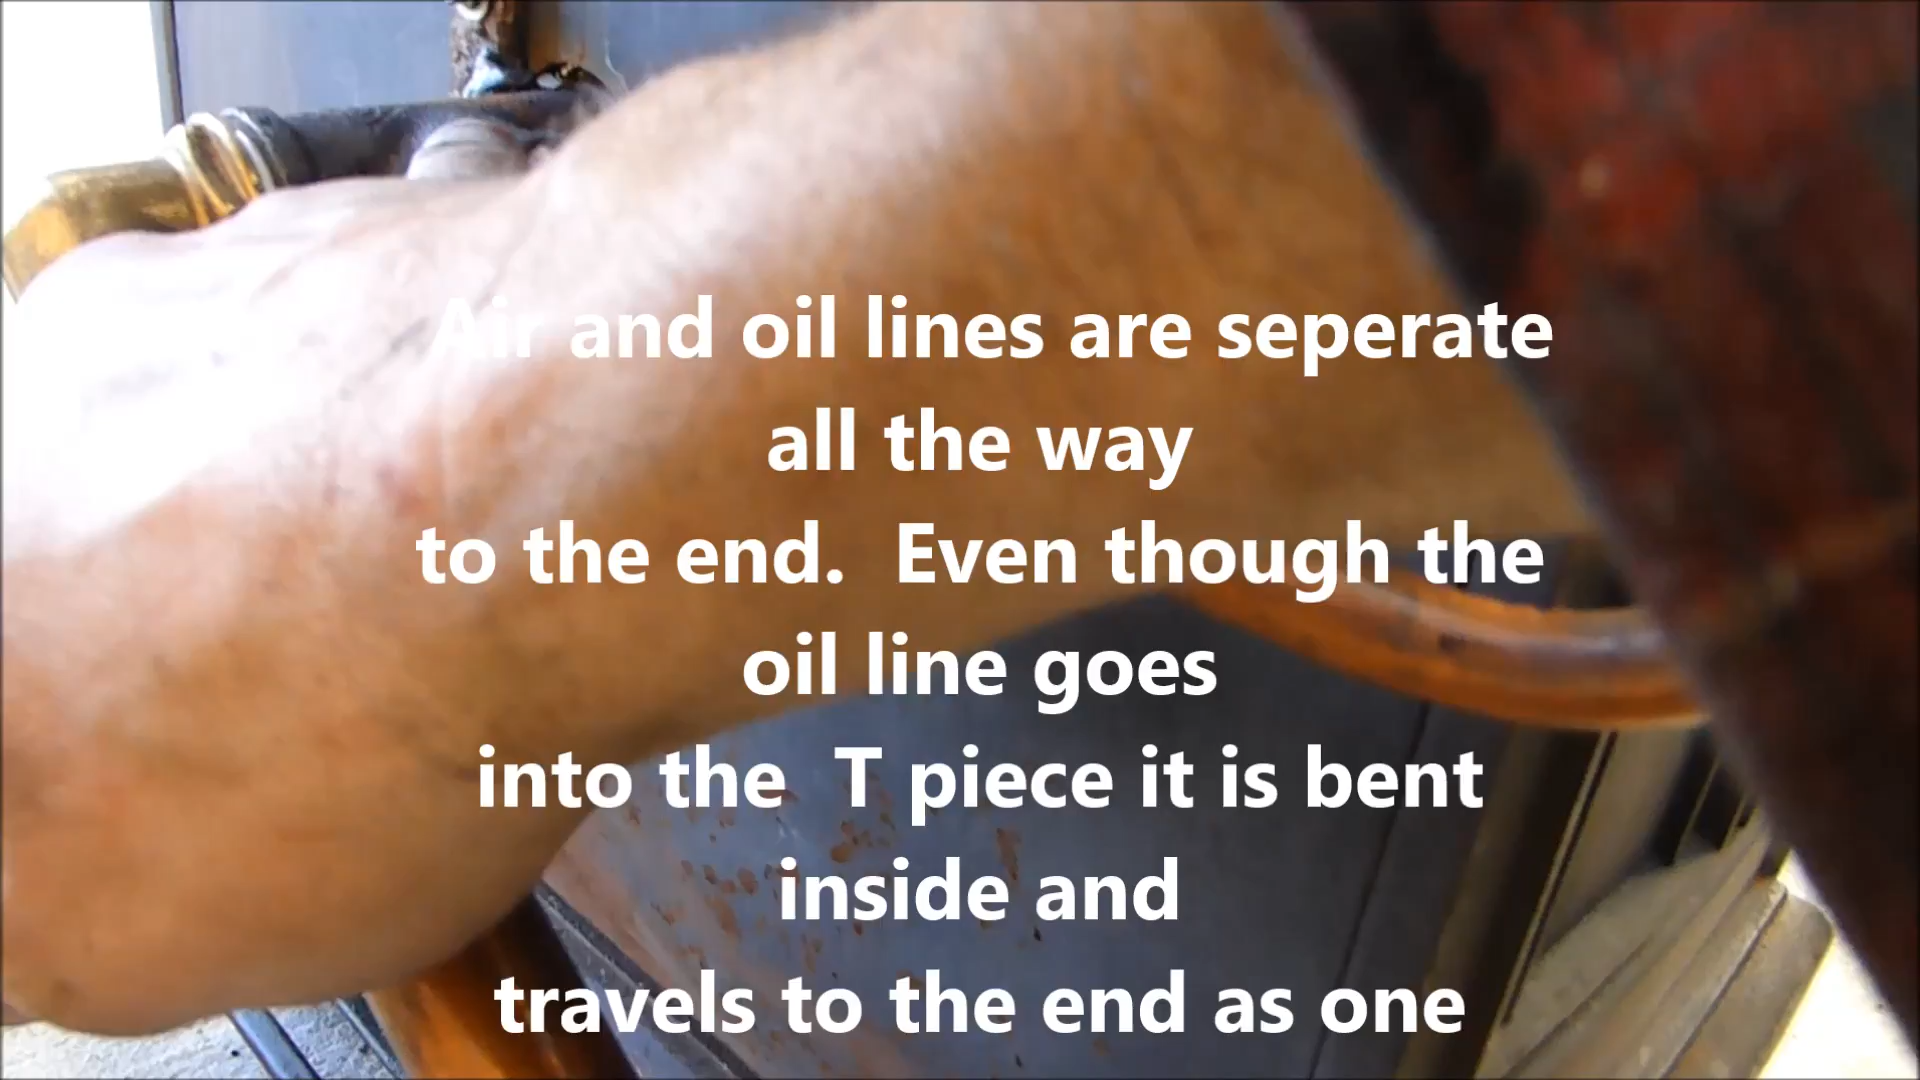 Air and oil lines are seperate
all the way
to the end.  Even though the
oil line goes
into the  T piece it is bent
inside and
travels to the end as one